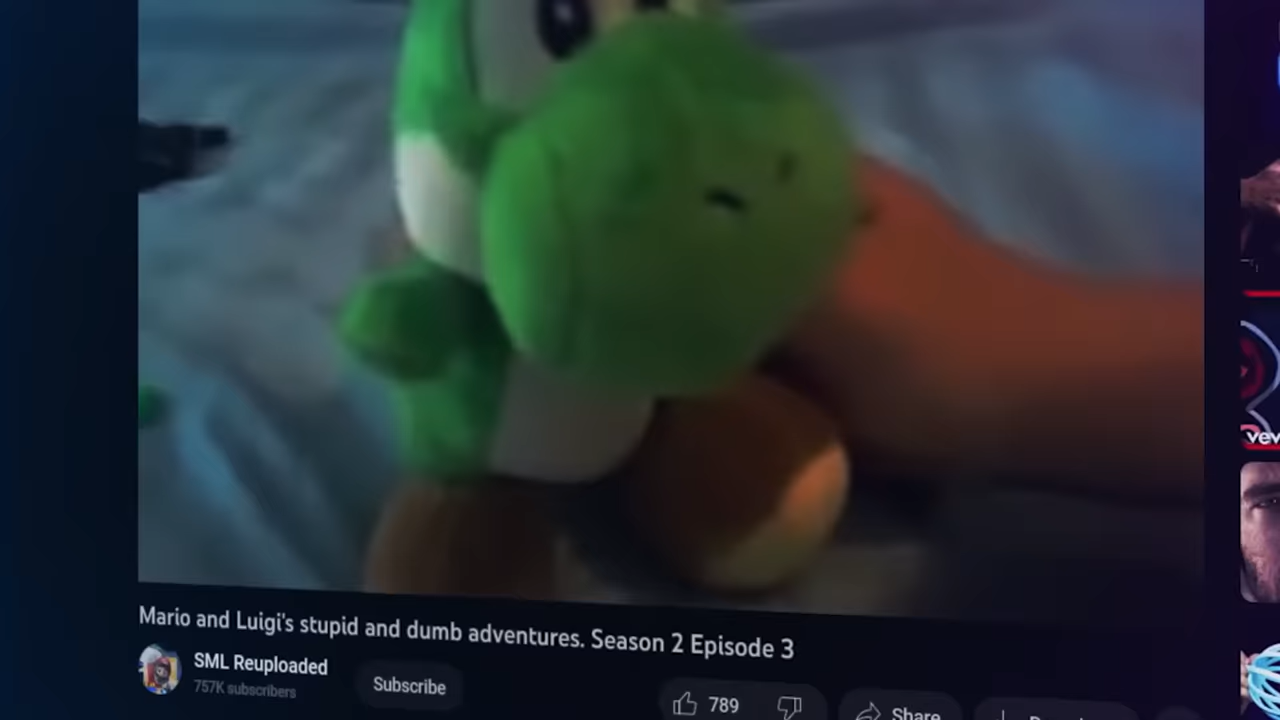 vev
Mario and Luigi's stupid and dumb adventures. Season 2 Episode 3
SML Reuploaded
757K subscribers
Subscribe
789
Share